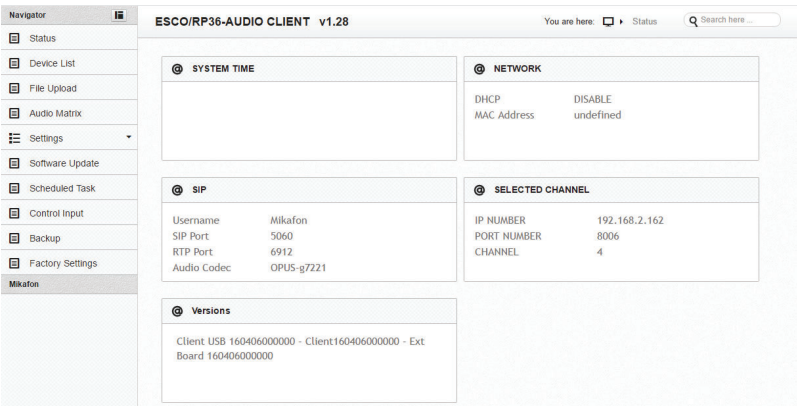 Navigator
ESCO/RP36-AUDIO CLIENT v1.28
You are here: Status
Search here ...
Status
Device List
File Upload
Audio Matrix
Settings
Software Update
Scheduled Task
Control Input
Backup
Factory Settings
Mikafon
SYSTEM TIME
NETWORK
DHCP DISABLE
MAC Address undefined
SIP
Username Mikafon
SIP Port 5060
RTP Port 6912
Audio Codec OPUS-g7221
SELECTED CHANNEL
IP NUMBER 192.168.2.162
PORT NUMBER 8006
CHANNEL 4
Versions
Client USB 160406000000 - Client160406000000 - Ext
Board 160406000000